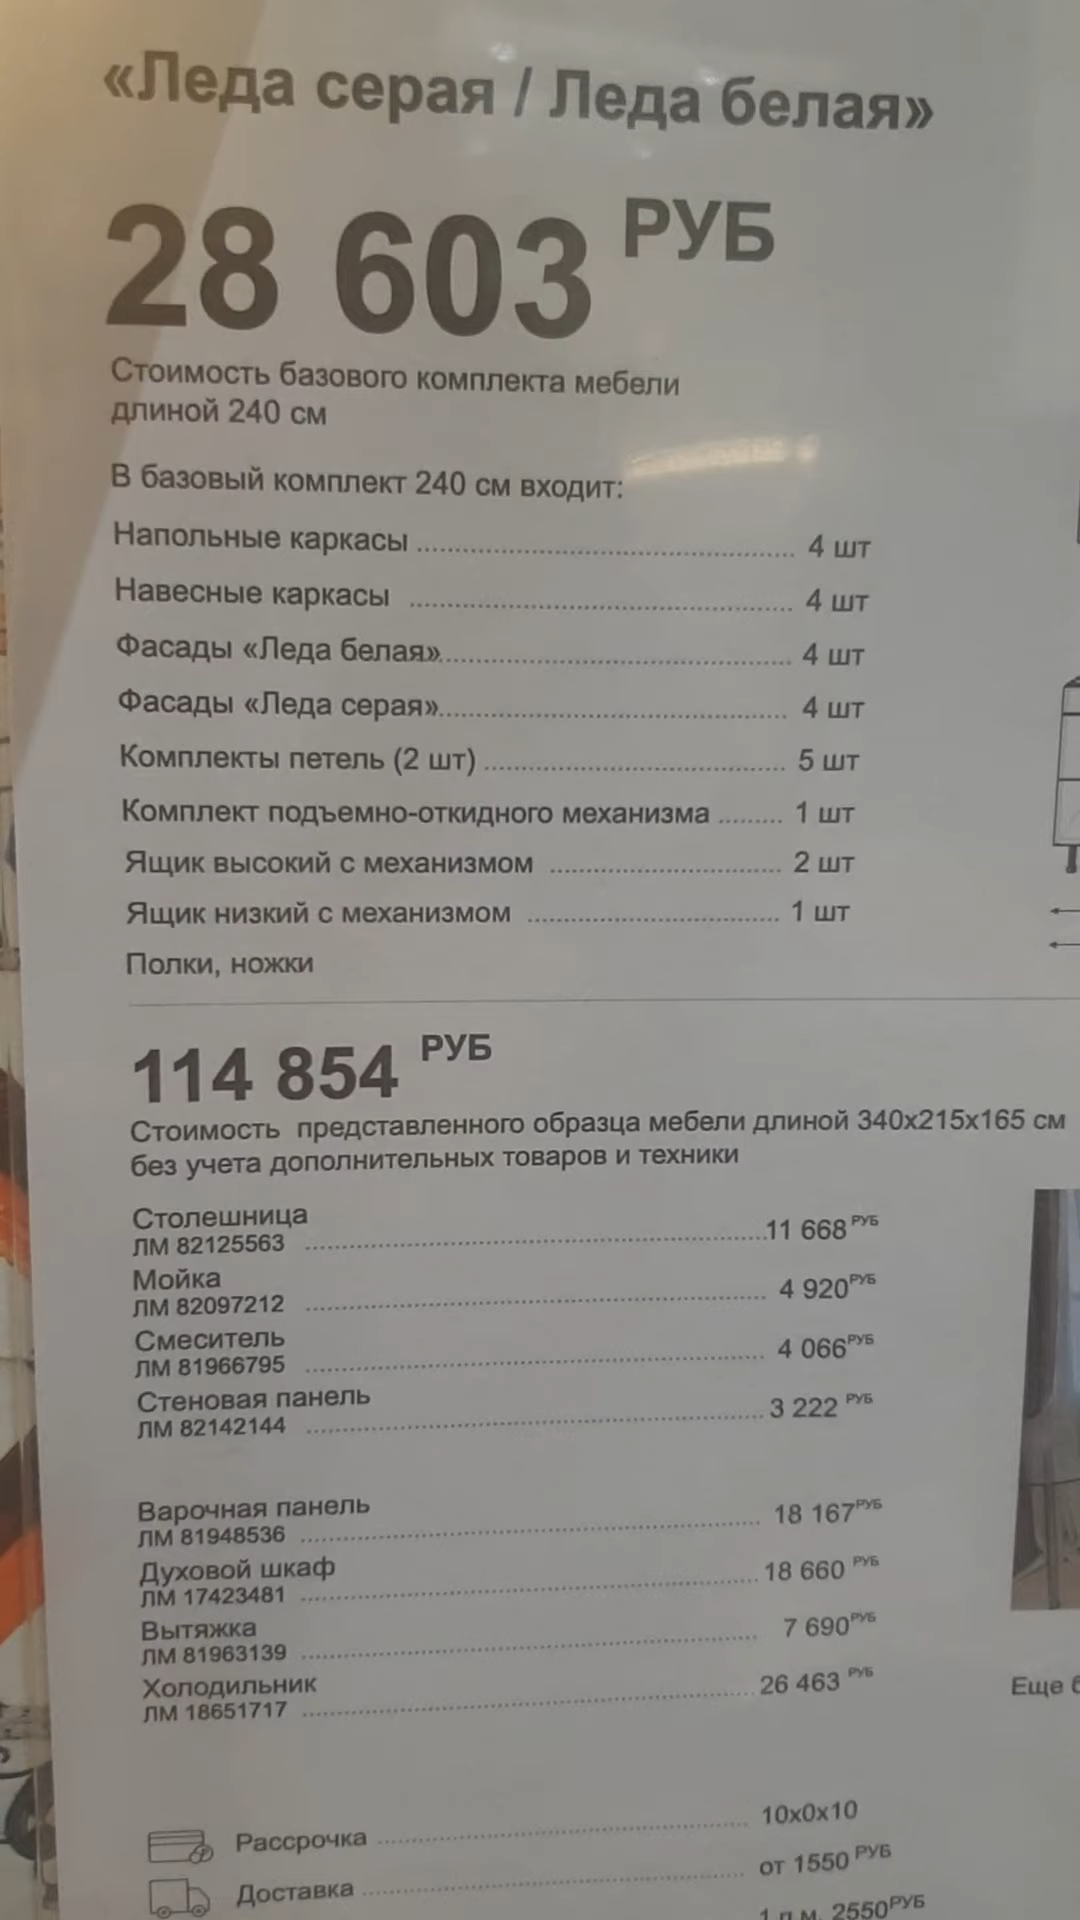 «Леда серая / Леда белая»
28 603 РУБ
Стоимость базового комплекта мебели
длиной 240 см
В базовый комплект 240 см входит:
Напольные каркасы ........ 4 шт
Навесные каркасы ........ 4 шт
Фасады «Леда белая» ........ 4 шт
Фасады «Леда серая» ........ 4 шт
Комплекты петель (2 шт) ........ 5 шт
Комплект подъемно-откидного механизма ........ 1 шт
Ящик высокий с механизмом ........ 2 шт
Ящик низкий с механизмом ........ 1 шт
Полки, ножки
114 854 РУБ
Стоимость представленного образца мебели длиной 340х215х165 см
без учета дополнительных товаров и техники
Столешница
ЛМ 82125563 ........ 11 668 РУБ
Мойка
ЛМ 82097212 ........ 4 920 РУБ
Смеситель
ЛМ 81966795 ........ 4 066 РУБ
Стеновая панель
ЛМ 82142144 ........ 3 222 РУБ
Варочная панель
ЛМ 81948536 ........ 18 167 РУБ
Духовой шкаф
ЛМ 17423481 ........ 18 660 РУБ
Вытяжка
ЛМ 81963139 ........ 7 690 РУБ
Холодильник
ЛМ 18651717 ........ 26 463 РУБ
Еще
Рассрочка ........ 10х0х10
Доставка ........ от 1550 РУБ
1 п.м. 2550 РУБ